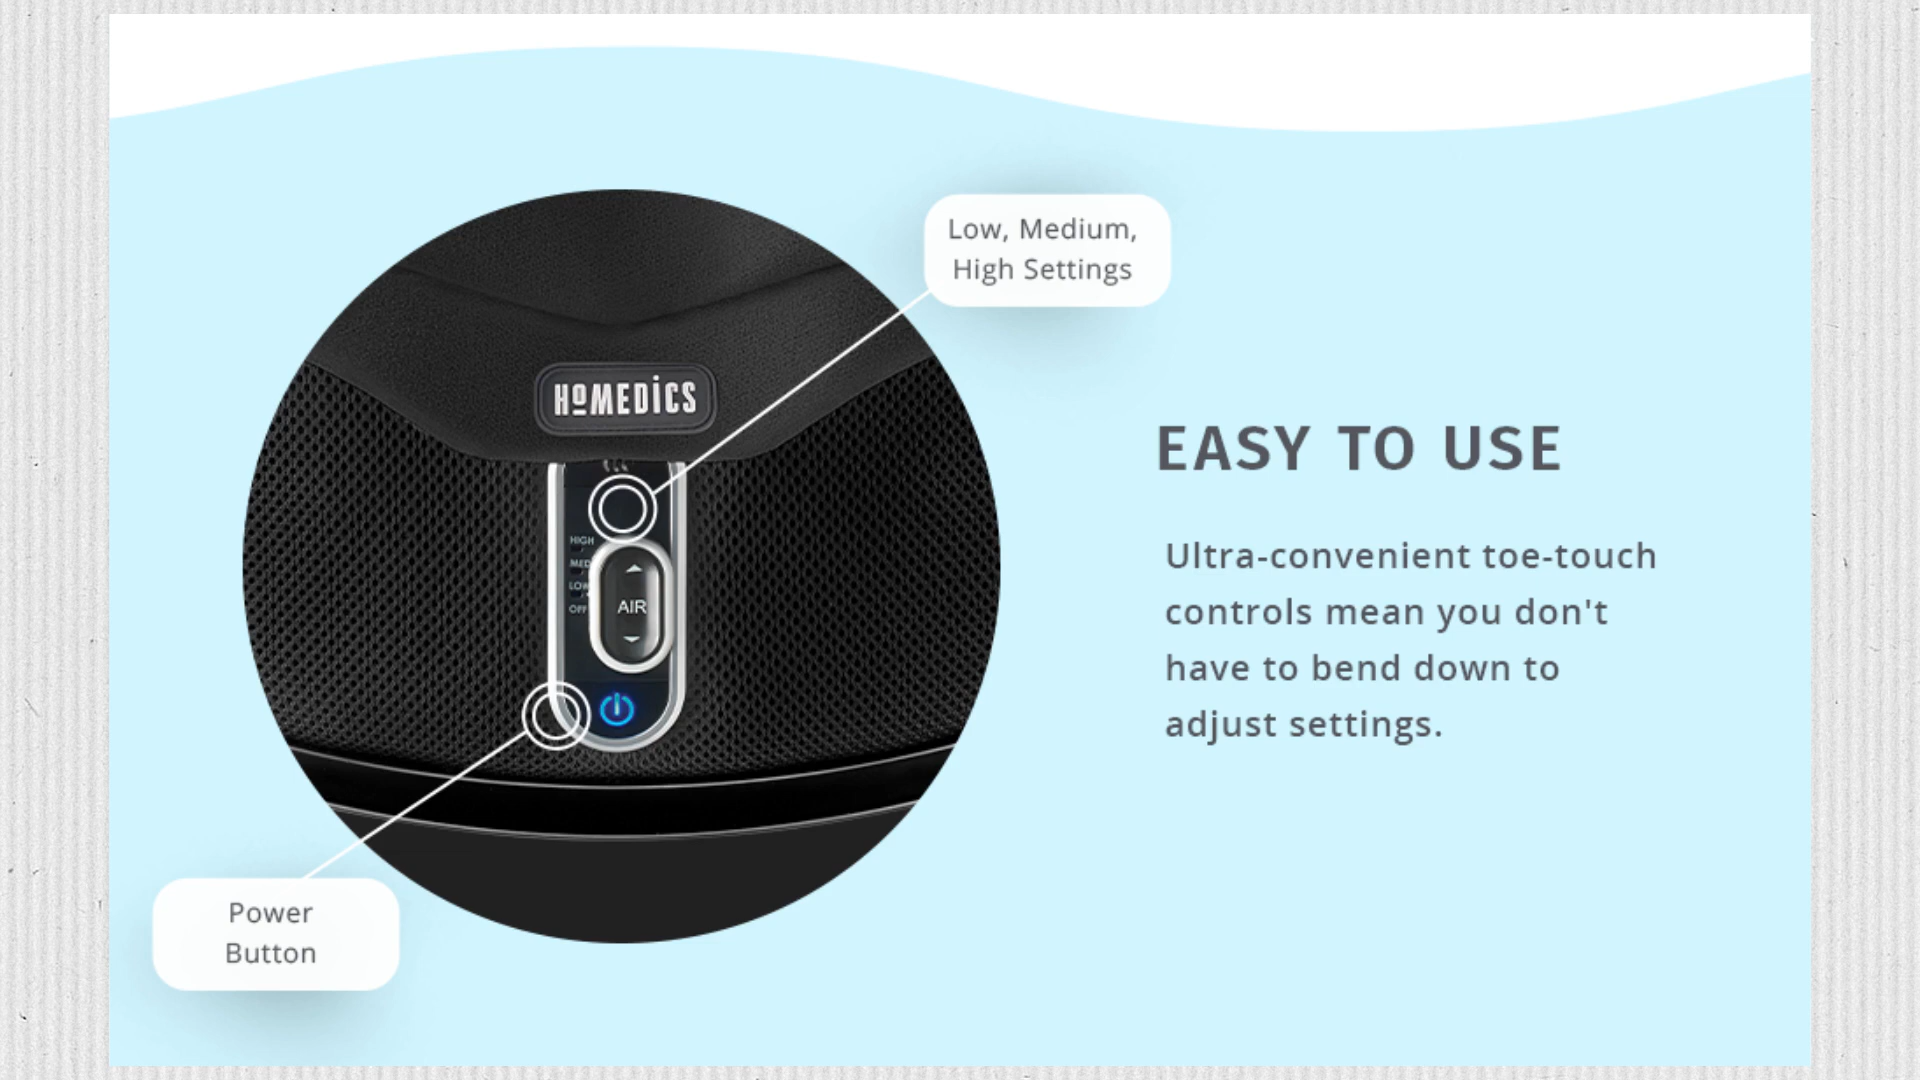 Low, Medium,
High Settings
HOMEDICS
EASY TO USE
HIGH
MED
LOW
OFF
AIR
Ultra-convenient toe-touch
controls mean you don't
have to bend down to
adjust settings.
Power
Button